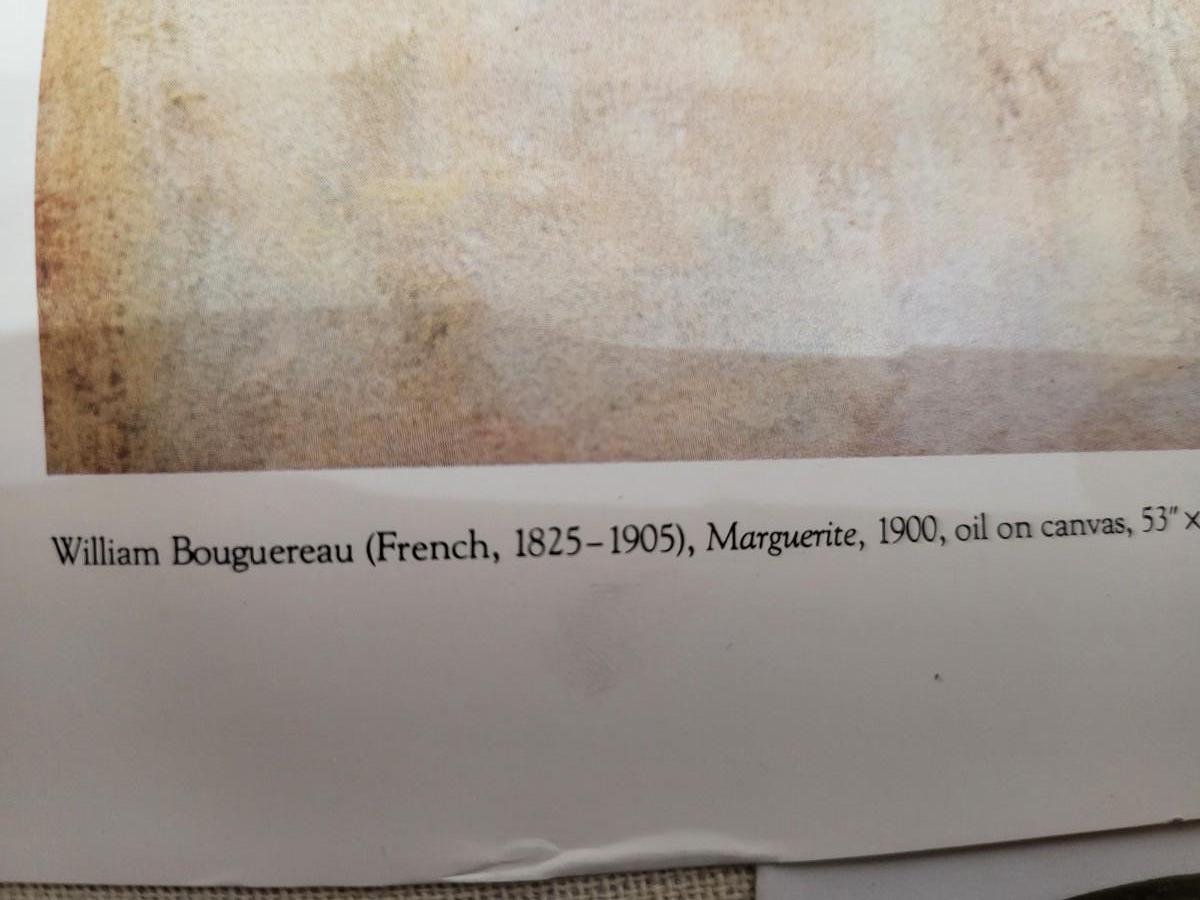 William Bouguereau (French, 1825–1905), Marguerite, 1900, oil on canvas, 53" ×